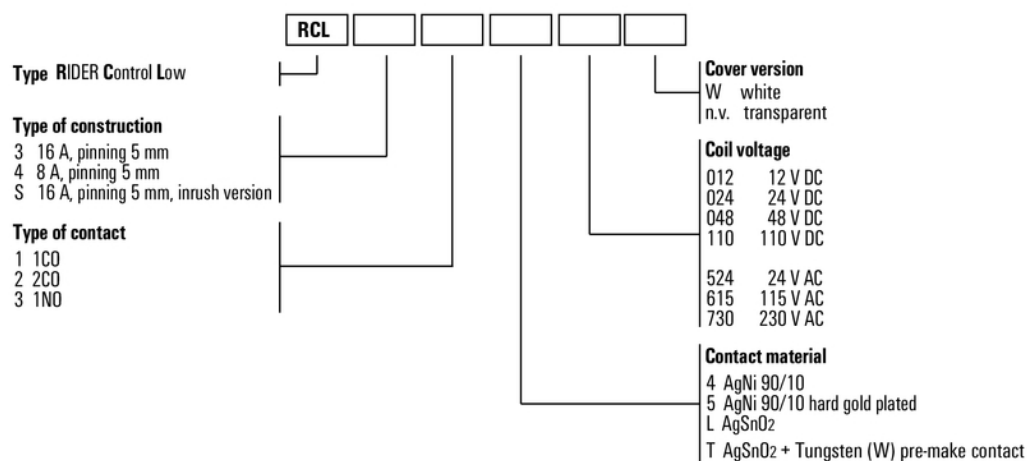 RCL
Type RIDER Control Low
Type of construction
3 16 A, pinning 5 mm
4 8 A, pinning 5 mm
S 16 A, pinning 5 mm, inrush version
Type of contact
1 1CO
2 2CO
3 1NO
Cover version
W white
n.v. transparent
Coil voltage
012 12 V DC
024 24 V DC
048 48 V DC
110 110 V DC
524 24 V AC
615 115 V AC
730 230 V AC
Contact material
4 AgNi 90/10
5 AgNi 90/10 hard gold plated
L AgSnO2
T AgSnO2 + Tungsten (W) pre-make contact